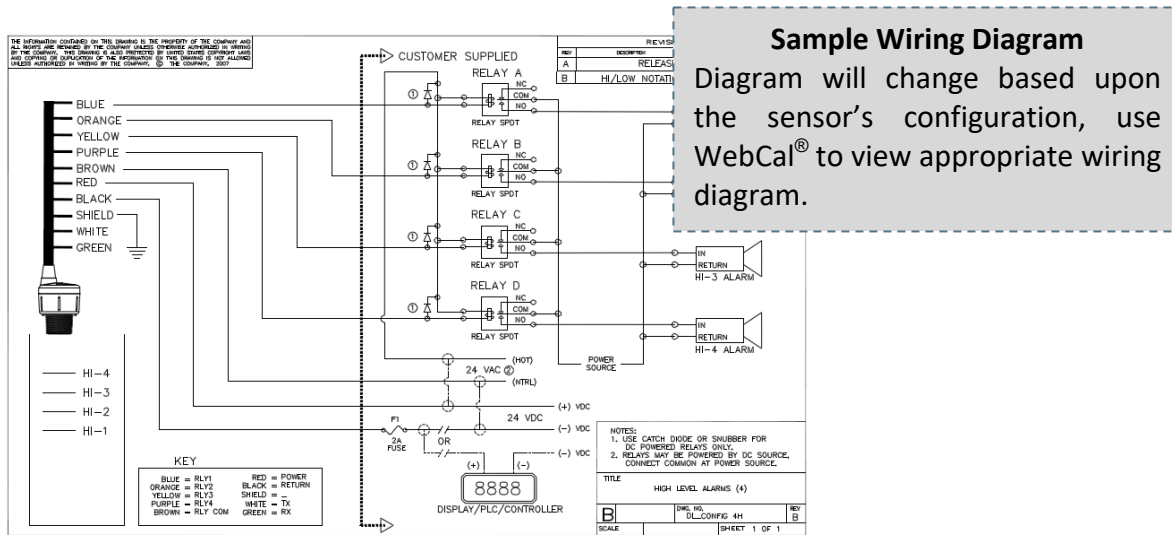 THE INFORMATION CONTAINED ON THIS DRAWING IS THE PROPERTY OF THE COMPANY AND
ALL RIGHTS ARE RETAINED BY THE COMPANY UNLESS OTHERWISE AUTHORIZED IN WRITING
BY THE COMPANY. THIS DRAWING IS ALSO PROTECTED BY UNITED STATES COPYRIGHT LAWS
AND COPYING OR DUPLICATION OF THE INFORMATION ON THIS DRAWING IS NOT ALLOWED
UNLESS AUTHORIZED IN WRITING BY THE COMPANY. © THE COMPANY, 2007
Sample Wiring Diagram
Diagram will change based upon
the sensor's configuration, use
WebCal® to view appropriate wiring
diagram.
REVIS
REV DESCRIPTION
A RELEAS
B HI/LOW NOTATI
CUSTOMER SUPPLIED
BLUE
ORANGE
YELLOW
PURPLE
BROWN
RED
BLACK
SHIELD
WHITE
GREEN
RELAY A
①
NC
COM
NO
RELAY SPDT
RELAY B
①
NC
COM
NO
RELAY SPDT
RELAY C
①
NC
COM
NO
RELAY SPDT
RELAY D
①
NC
COM
NO
RELAY SPDT
IN
RETURN
HI-3 ALARM
IN
RETURN
HI-4 ALARM
(HOT)
24 VAC ②
(NTRL)
POWER
SOURCE
(+) VDC
24 VDC
(-) VDC
(-) VDC
F1
2A
FUSE
OR
(+) (-)
8888
DISPLAY/PLC/CONTROLLER
HI-4
HI-3
HI-2
HI-1
KEY
BLUE = RLY1
ORANGE = RLY2
YELLOW = RLY3
PURPLE = RLY4
BROWN = RLY COM
RED = POWER
BLACK = RETURN
SHIELD = ⏚
WHITE = TX
GREEN = RX
NOTES:
1. USE CATCH DIODE OR SNUBBER FOR
DC POWERED RELAYS ONLY.
2. RELAYS MAY BE POWERED BY DC SOURCE,
CONNECT COMMON AT POWER SOURCE.
TITLE
HIGH LEVEL ALARMS (4)
B
DWG. NO.
DL_CONFIG 4H
REV
B
SCALE
SHEET 1 OF 1